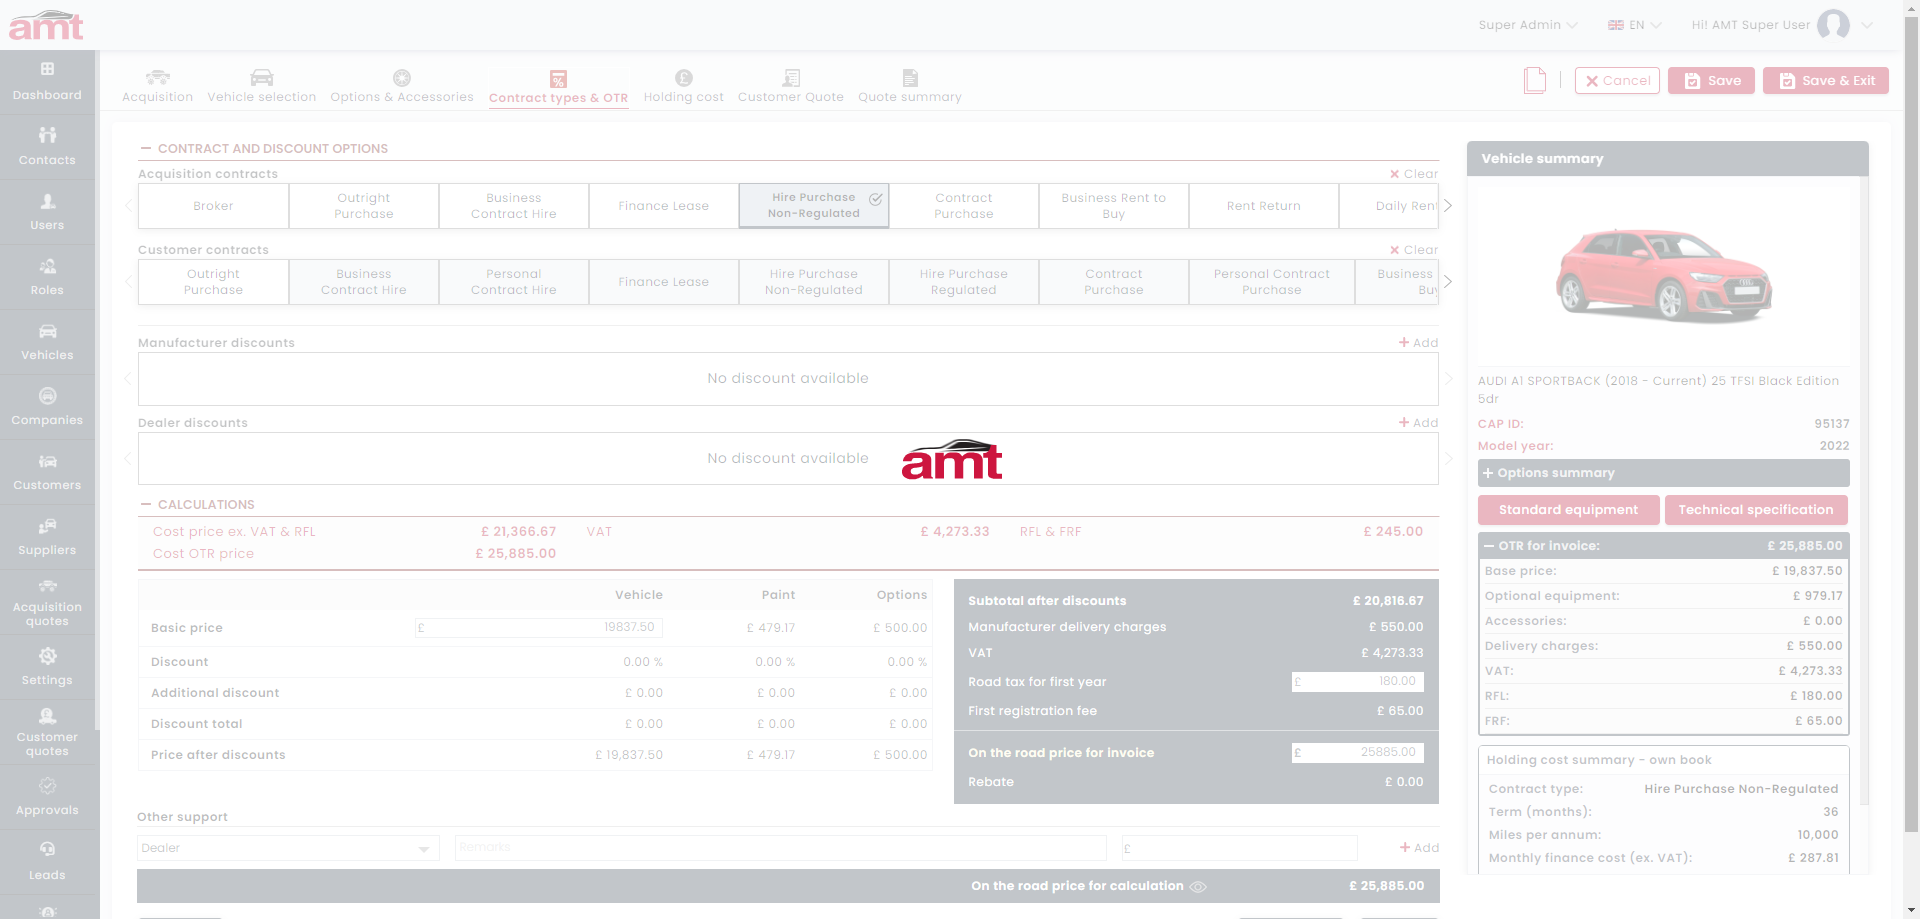 amt
Super Admin
EN
Hi! AMT Super User
Dashboard
Contacts
Users
Roles
Vehicles
Companies
Customers
Suppliers
Acquisition
quotes
Settings
Customer
quotes
Approvals
Leads
Acquisition
Vehicle selection
Options & Accessories
Contract types & OTR
Holding cost
Customer Quote
Quote summary
Cancel
Save
Save & Exit
CONTRACT AND DISCOUNT OPTIONS
Acquisition contracts
Clear
Broker
Outright
Purchase
Business
Contract Hire
Finance Lease
Hire Purchase
Non-Regulated
Contract
Purchase
Business Rent to
Buy
Rent Return
Daily Rent
Customer contracts
Clear
Outright
Purchase
Business
Contract Hire
Personal
Contract Hire
Finance Lease
Hire Purchase
Non-Regulated
Hire Purchase
Regulated
Contract
Purchase
Personal Contract
Purchase
Business
Buy
Manufacturer discounts
Add
No discount available
Dealer discounts
Add
No discount available
amt
CALCULATIONS
Cost price ex. VAT & RFL £ 21,366.67 VAT £ 4,273.33 RFL & FRF £ 245.00
Cost OTR price £ 25,885.00
Vehicle Paint Options
Basic price £ 19837.50 £ 479.17 £ 500.00
Discount 0.00 % 0.00 % 0.00 %
Additional discount £ 0.00 £ 0.00 £ 0.00
Discount total £ 0.00 £ 0.00 £ 0.00
Price after discounts £ 19,837.50 £ 479.17 £ 500.00
Subtotal after discounts £ 20,816.67
Manufacturer delivery charges £ 550.00
VAT £ 4,273.33
Road tax for first year £ 180.00
First registration fee £ 65.00
On the road price for invoice £ 25885.00
Rebate £ 0.00
Other support
Dealer
Remarks
£
Add
On the road price for calculation £ 25,885.00
Vehicle summary
AUDI A1 SPORTBACK (2018 - Current) 25 TFSI Black Edition
5dr
CAP ID: 95137
Model year: 2022
Options summary
Standard equipment
Technical specification
OTR for invoice: £ 25,885.00
Base price: £ 19,837.50
Optional equipment: £ 979.17
Accessories: £ 0.00
Delivery charges: £ 550.00
VAT: £ 4,273.33
RFL: £ 180.00
FRF: £ 65.00
Holding cost summary - own book
Contract type: Hire Purchase Non-Regulated
Term (months): 36
Miles per annum: 10,000
Monthly finance cost (ex. VAT): £ 287.81